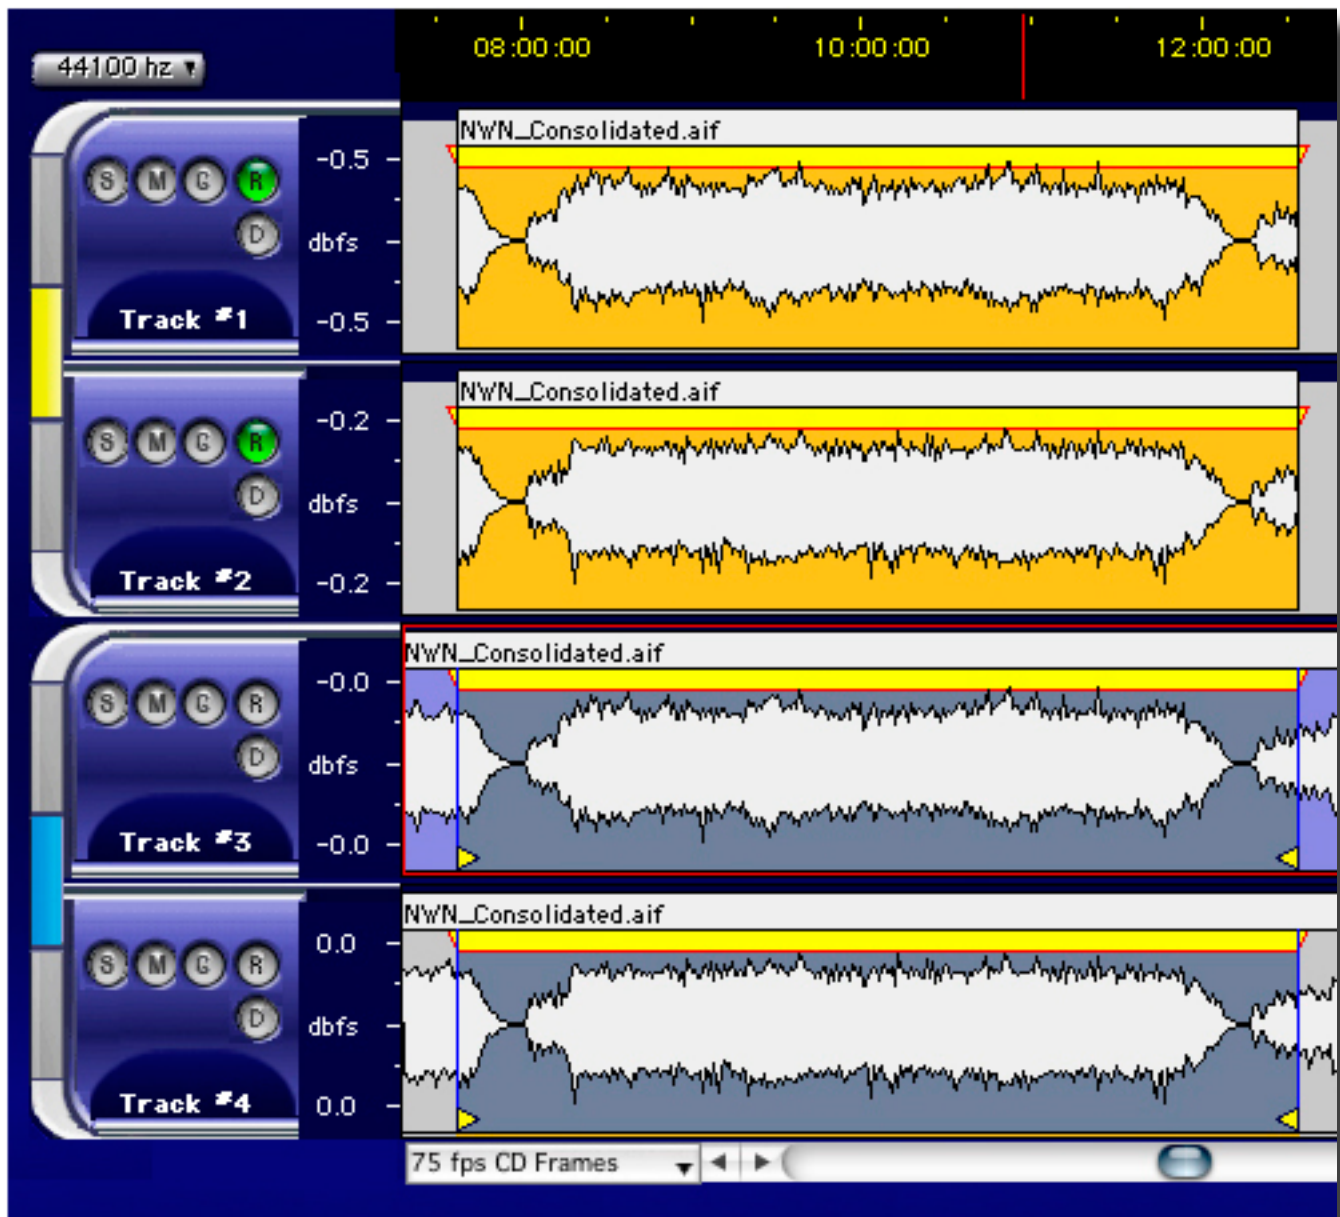 08:00:00 10:00:00 12:00:00
44100 hz
NWN_Consolidated.aif
-0.5
S M G R
D
dbfs
Track #1
-0.5
NWN_Consolidated.aif
-0.2
S M G R
D
dbfs
Track #2
-0.2
NWN_Consolidated.aif
-0.0
S M G R
D
dbfs
Track #3
-0.0
NWN_Consolidated.aif
0.0
S M G R
D
dbfs
Track #4
0.0
75 fps CD Frames